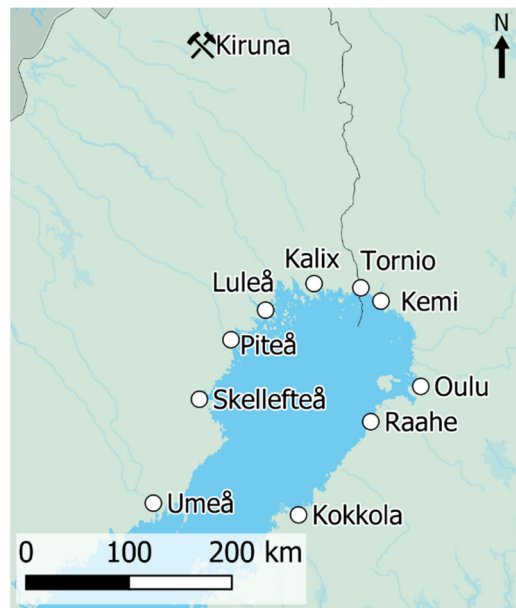 N
Kiruna
Kalix
Tornio
Luleå
Kemi
Piteå
Oulu
Skellefteå
Raahe
Umeå
Kokkola
0 100 200 km